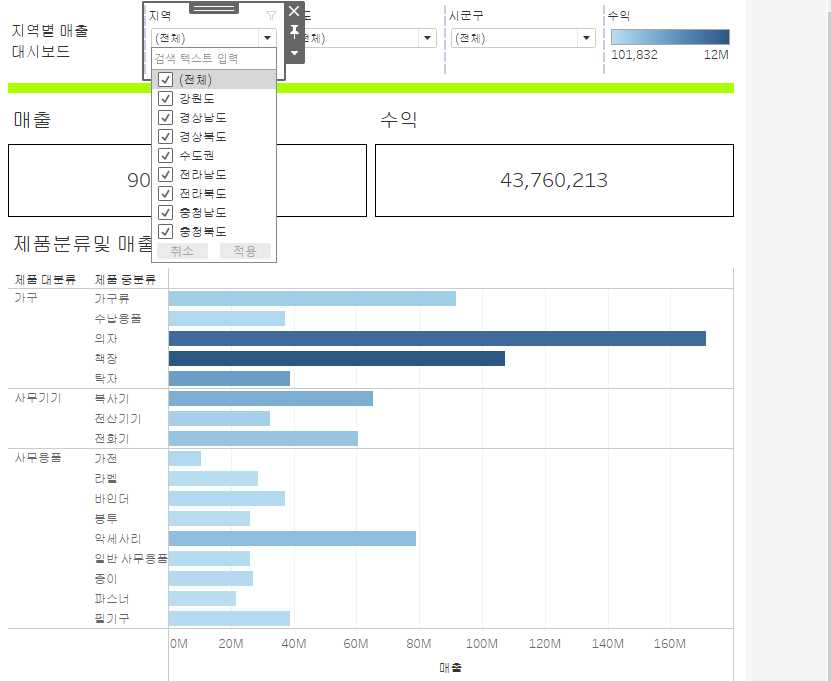 지역별 매출
대시보드
지역
(전체)
(전체)
시군구
(전체)
수익
101,832 12M
검색 텍스트 입력
(전체)
강원도
경상남도
경상북도
수도권
전라남도
전라북도
충청남도
충청북도
취소 적용
매출
90
수익
43,760,213
제품분류및 매출
제품 대분류 제품 중분류
가구 가구류
수납용품
의자
책장
탁자
사무기기 복사기
전산기기
전화기
사무용품 가전
라벨
바인더
봉투
악세사리
일반 사무용품
종이
파스너
필기구
0M 20M 40M 60M 80M 100M 120M 140M 160M
매출